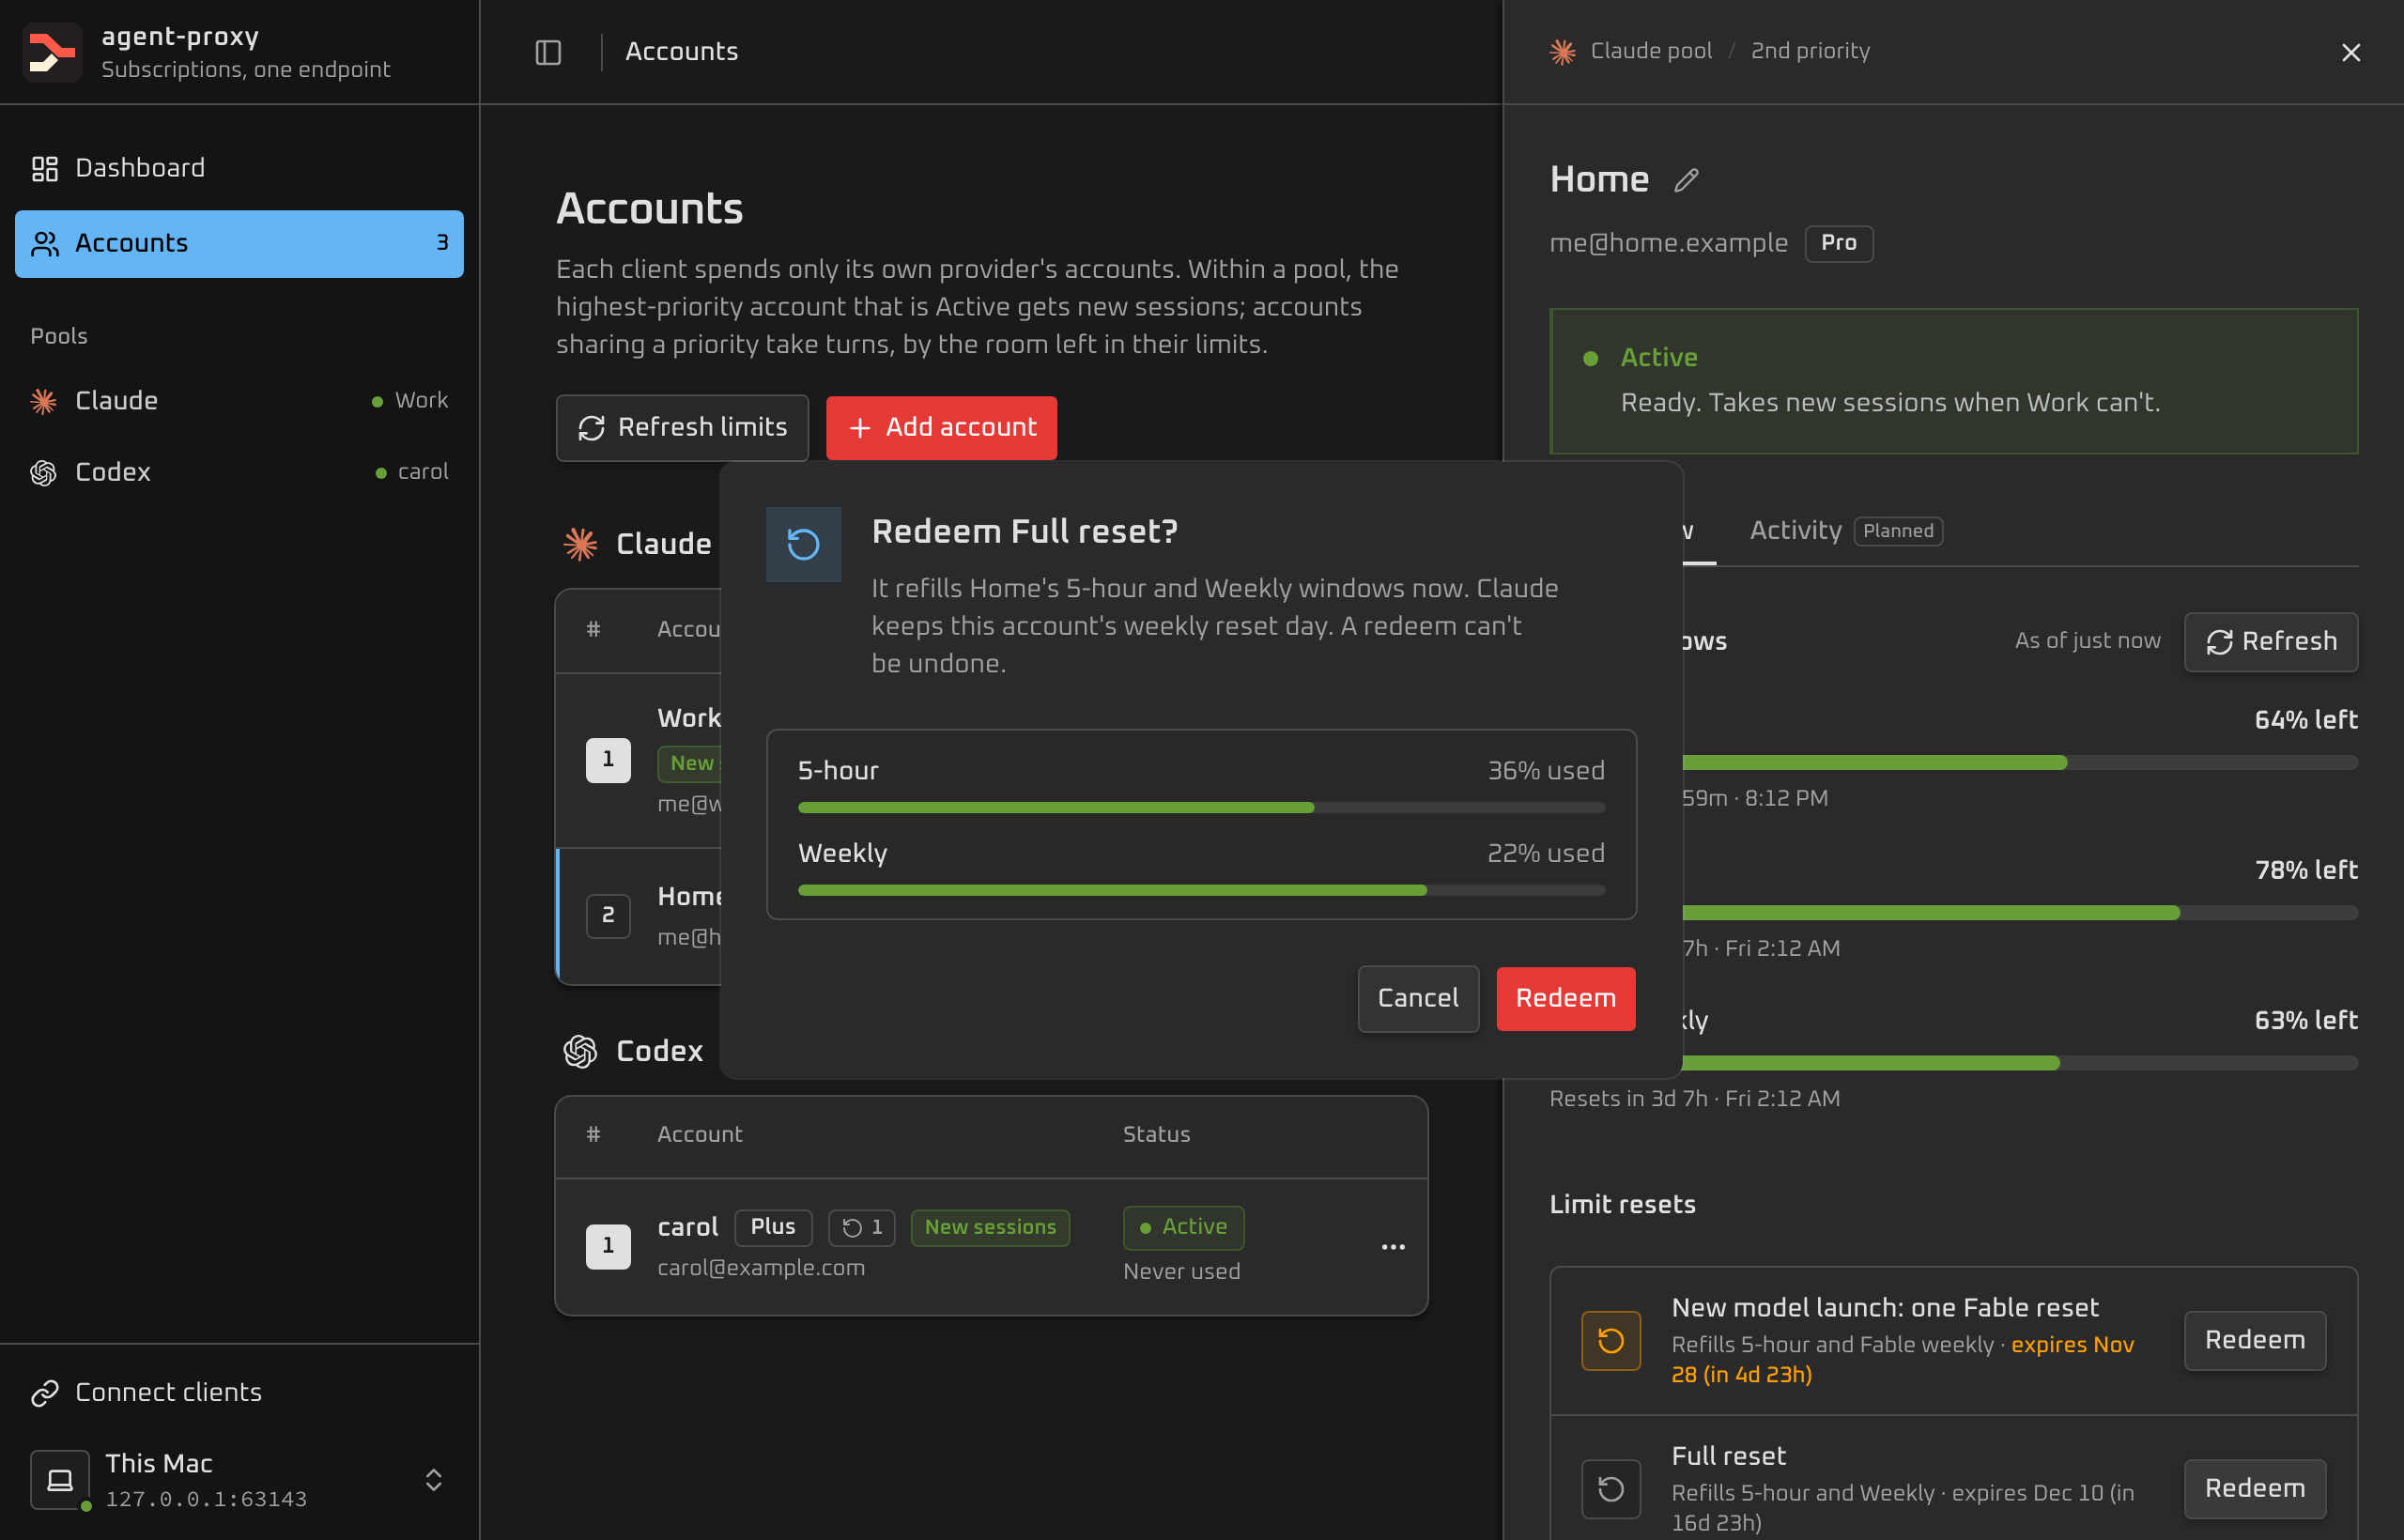 agent-proxy
Subscriptions, one endpoint
Dashboard
Accounts 3
Pools
Claude Work
Codex carol
Connect clients
This Mac
127.0.0.1:63143
Accounts
Accounts
Each client spends only its own provider's accounts. Within a pool, the
highest-priority account that is Active gets new sessions; accounts
sharing a priority take turns, by the room left in their limits.
Refresh limits Add account
Claude
# Accou
1 Work
New
me@w
2 Home
me@h
Codex
# Account Status
1 carol Plus 1 New sessions Active
carol@example.com Never used
Redeem Full reset?
It refills Home's 5-hour and Weekly windows now. Claude
keeps this account's weekly reset day. A redeem can't
be undone.
5-hour 36% used
Weekly 22% used
Cancel Redeem
Claude pool / 2nd priority
Home
me@home.example Pro
Active
Ready. Takes new sessions when Work can't.
Activity Planned
ows As of just now Refresh
64% left
59m · 8:12 PM
78% left
7h · Fri 2:12 AM
kly 63% left
Resets in 3d 7h · Fri 2:12 AM
Limit resets
New model launch: one Fable reset
Refills 5-hour and Fable weekly · expires Nov
28 (in 4d 23h)
Redeem
Full reset
Refills 5-hour and Weekly · expires Dec 10 (in
16d 23h)
Redeem